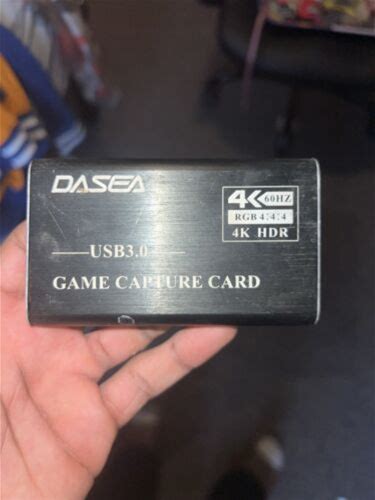 DASEA
4K 60HZ
RGB 4:4:4
4K HDR
USB3.0
GAME CAPTURE CARD